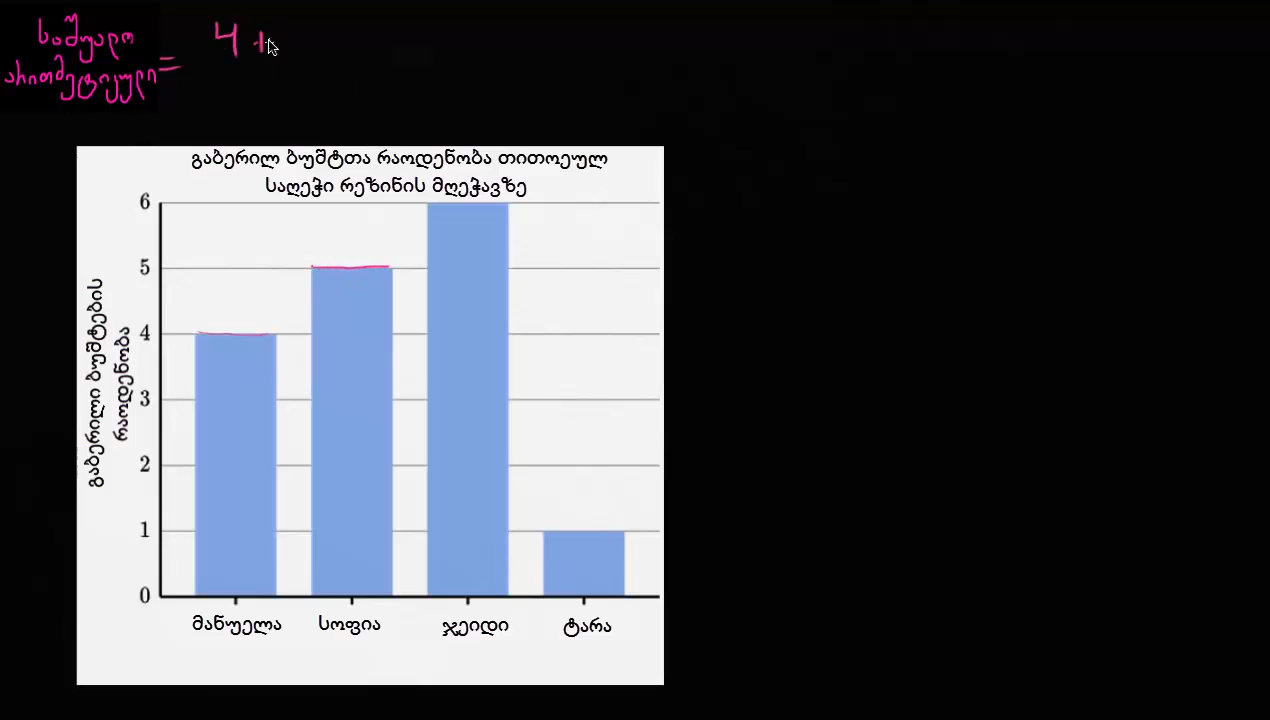 საშუალო
არითმეტიკული = 4 +
გაბერილ ბუშტთა რაოდენობა თითოეულ
საღეჭი რეზინის მღეჭავზე
გაბერილი ბუშტების
რაოდენობა
6
5
4
3
2
1
0
მანუელა სოფია ჯეიდი ტარა